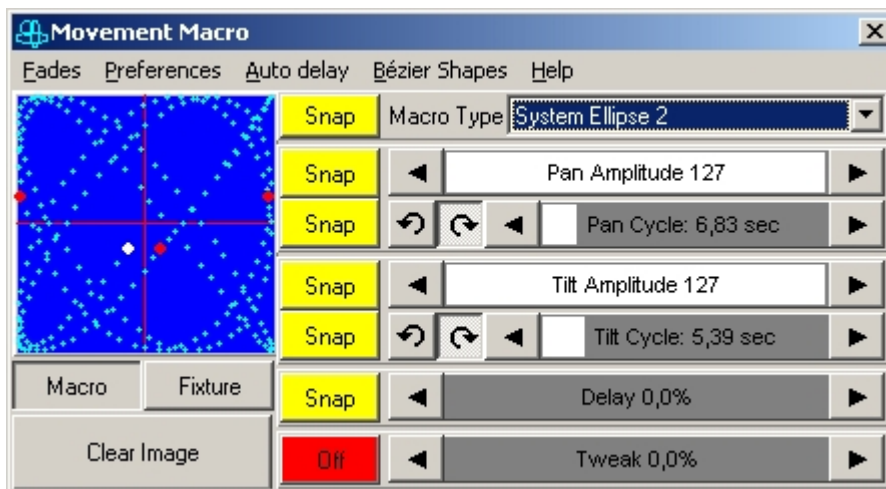 Movement Macro
Fades Preferences Auto delay Bézier Shapes Help
Snap Macro Type System Ellipse 2
Snap Pan Amplitude 127
Snap Pan Cycle: 6,83 sec
Snap Tilt Amplitude 127
Snap Tilt Cycle: 5,39 sec
Macro Fixture Snap Delay 0,0%
Clear Image Off Tweak 0,0%